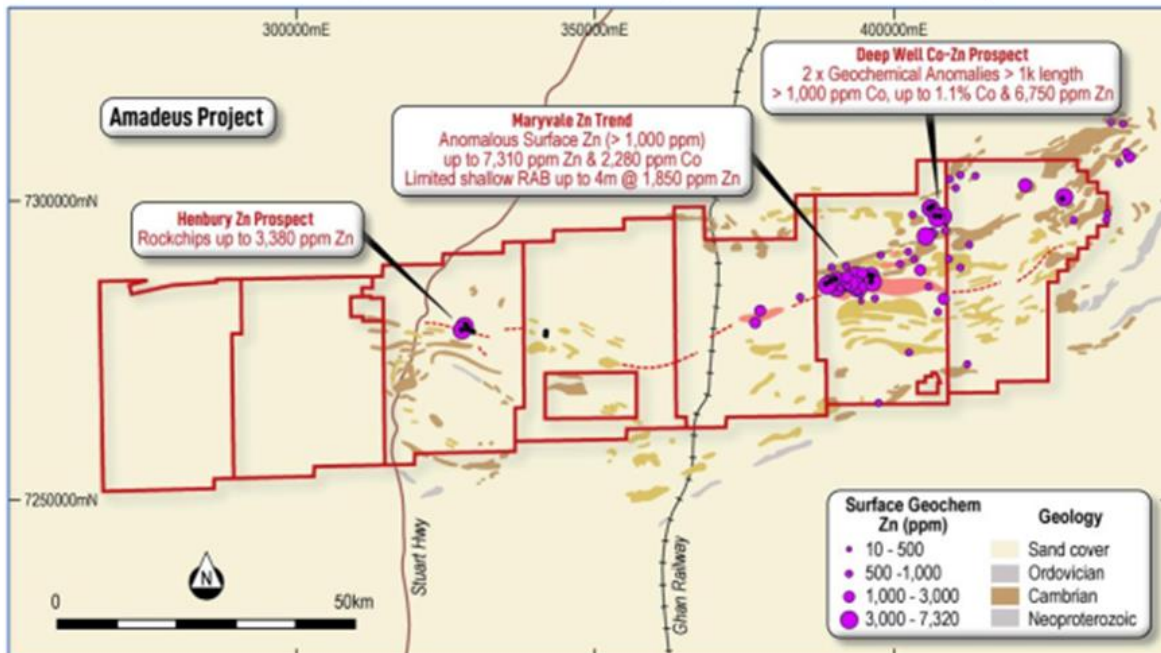 300000mE
350000mE
400000mE
Amadeus Project
Deep Well Co-Zn Prospect
2 x Geochemical Anomalies > 1k length
> 1,000 ppm Co, up to 1.1% Co & 6,750 ppm Zn
Maryvale Zn Trend
Anomalous Surface Zn (> 1,000 ppm)
up to 7,310 ppm Zn & 2,280 ppm Co
Limited shallow RAB up to 4m @ 1,850 ppm Zn
7300000mN
Henbury Zn Prospect
Rockchips up to 3,380 ppm Zn
7250000mN
Stuart Hwy
Ghan Railway
N
0
50km
Surface Geochem
Zn (ppm)
10 - 500
500 -1,000
1,000 - 3,000
3,000 - 7,320
Geology
Sand cover
Ordovician
Cambrian
Neoproterozoic